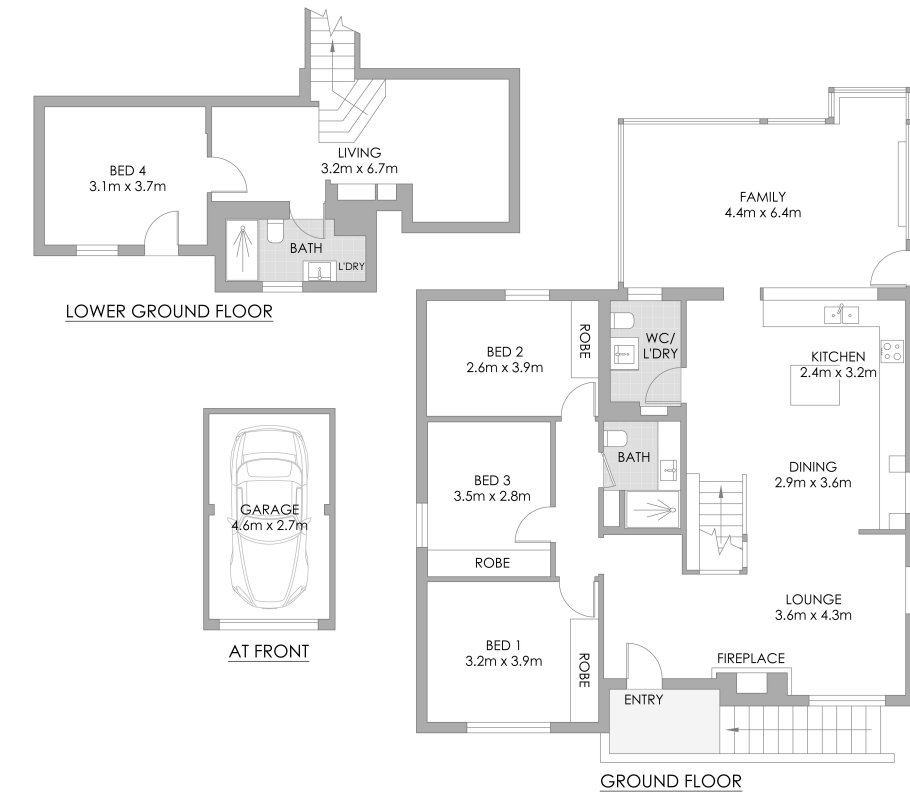 BED 4
3.1m x 3.7m
LIVING
3.2m x 6.7m
BATH
L'DRY
LOWER GROUND FLOOR
FAMILY
4.4m x 6.4m
BED 2
2.6m x 3.9m
ROBE
WC/
L'DRY
KITCHEN
2.4m x 3.2m
BED 3
3.5m x 2.8m
ROBE
BATH
DINING
2.9m x 3.6m
GARAGE
4.6m x 2.7m
AT FRONT
LOUNGE
3.6m x 4.3m
BED 1
3.2m x 3.9m
ROBE
FIREPLACE
ENTRY
GROUND FLOOR